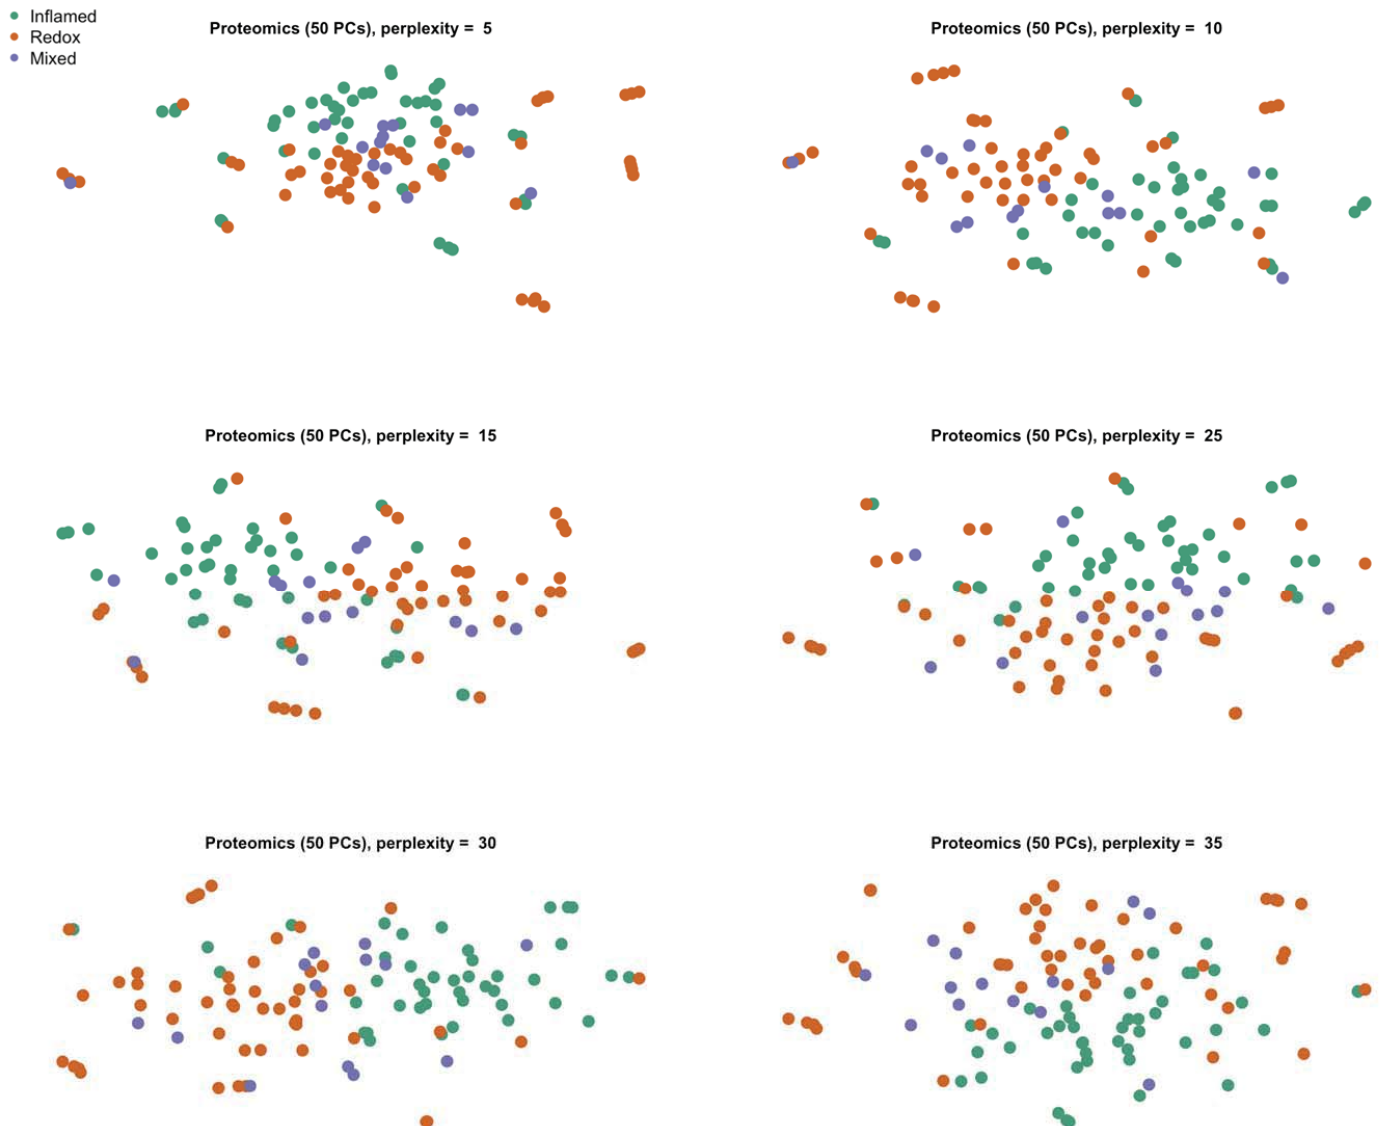 Inflamed
Redox
Mixed
Proteomics (50 PCs), perplexity = 5
Proteomics (50 PCs), perplexity = 10
Proteomics (50 PCs), perplexity = 15
Proteomics (50 PCs), perplexity = 25
Proteomics (50 PCs), perplexity = 30
Proteomics (50 PCs), perplexity = 35